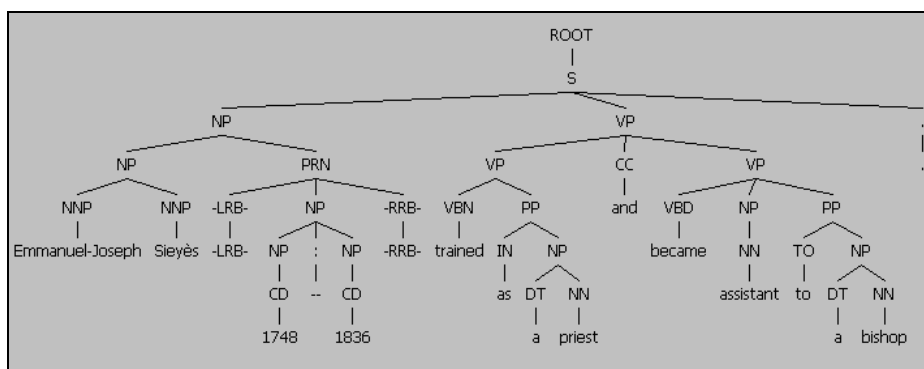 ROOT
S
NP VP .
NP PRN VP CC VP .
NNP NNP -LRB- NP -RRB- VBN PP and VBD NP PP
Emmanuel-Joseph Sieyès -LRB- NP : NP -RRB- trained IN NP became NN TO NP
CD -- CD as DT NN assistant to DT NN
1748 1836 a priest a bishop